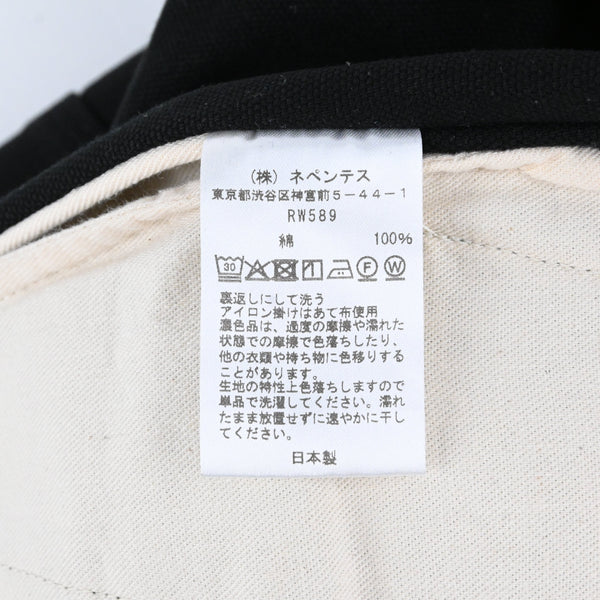 （株）ネペンテス
東京都渋谷区神宮前5－44－1
RW589
綿 100%
30 F W
裏返しにして洗う
アイロン掛けはあて布使用
濃色品は、過度の摩擦や濡れた
状態での摩擦で色落ちしたり、
他の衣類や持ち物に色移りする
ことがあります。
生地の特性上色落ちしますので
単品で洗濯してください。濡れ
たまま放置せずに速やかに干し
てください。
日本製